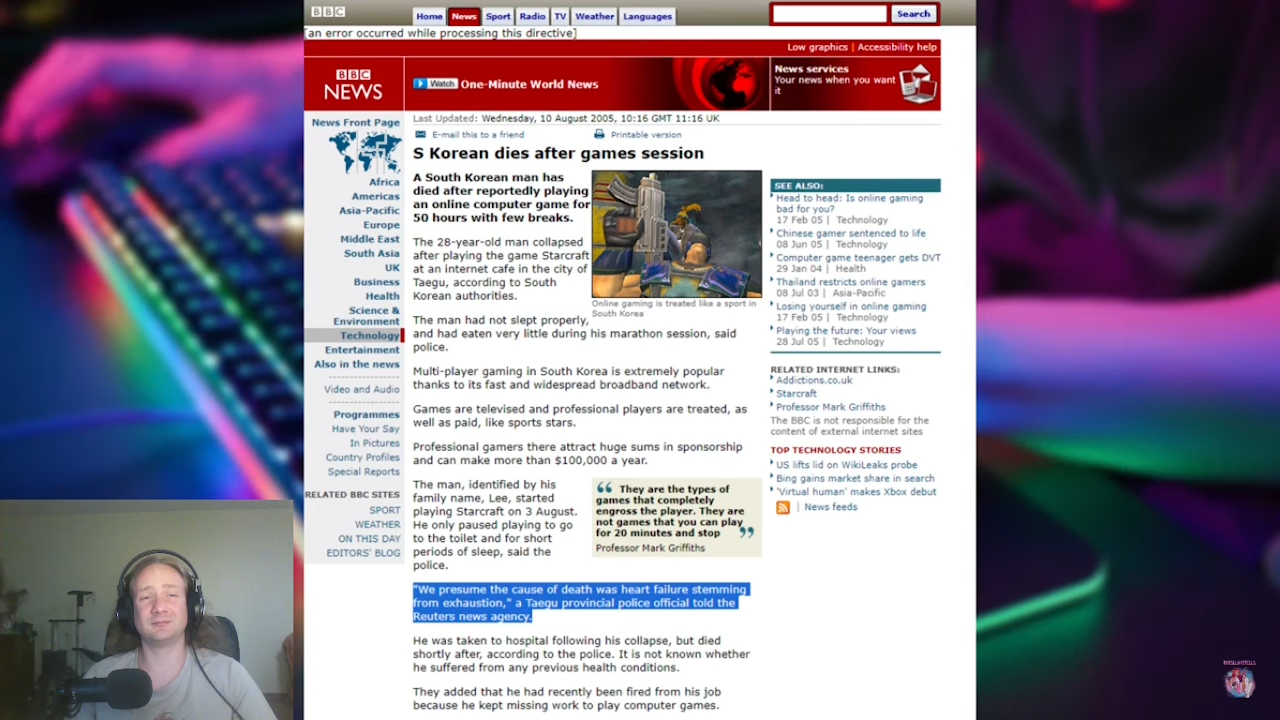 BBC
Home
News
Sport
Radio
TV
Weather
Languages
Search
[an error occurred while processing this directive]
Low graphics | Accessibility help
BBC
NEWS
Watch One-Minute World News
News services
Your news when you want
it
News Front Page
Africa
Americas
Asia-Pacific
Europe
Middle East
South Asia
UK
Business
Health
Science &
Environment
Technology
Entertainment
Also in the news
Video and Audio
Programmes
Have Your Say
In Pictures
Country Profiles
Special Reports
RELATED BBC SITES
SPORT
WEATHER
ON THIS DAY
EDITORS' BLOG
Last Updated: Wednesday, 10 August 2005, 10:16 GMT 11:16 UK
E-mail this to a friend
Printable version
S Korean dies after games session
A South Korean man has
died after reportedly playing
an online computer game for
50 hours with few breaks.
The 28-year-old man collapsed
after playing the game Starcraft
at an internet cafe in the city of
Taegu, according to South
Korean authorities.
Online gaming is treated like a sport in
South Korea
The man had not slept properly,
and had eaten very little during his marathon session, said
police.
Multi-player gaming in South Korea is extremely popular
thanks to its fast and widespread broadband network.
Games are televised and professional players are treated, as
well as paid, like sports stars.
Professional gamers there attract huge sums in sponsorship
and can make more than $100,000 a year.
The man, identified by his
family name, Lee, started
playing Starcraft on 3 August.
He only paused playing to go
to the toilet and for short
periods of sleep, said the
police.
“ They are the types of
games that completely
engross the player. They are
not games that you can play
for 20 minutes and stop ”
Professor Mark Griffiths
"We presume the cause of death was heart failure stemming
from exhaustion," a Taegu provincial police official told the
Reuters news agency.
He was taken to hospital following his collapse, but died
shortly after, according to the police. It is not known whether
he suffered from any previous health conditions.
They added that he had recently been fired from his job
because he kept missing work to play computer games.
SEE ALSO:
Head to head: Is online gaming
bad for you?
17 Feb 05 | Technology
Chinese gamer sentenced to life
08 Jun 05 | Technology
Computer game teenager gets DVT
29 Jan 04 | Health
Thailand restricts online gamers
08 Jul 03 | Asia-Pacific
Losing yourself in online gaming
17 Feb 05 | Technology
Playing the future: Your views
28 Jul 05 | Technology
RELATED INTERNET LINKS:
Addictions.co.uk
Starcraft
Professor Mark Griffiths
The BBC is not responsible for the
content of external internet sites
TOP TECHNOLOGY STORIES
US lifts lid on WikiLeaks probe
Bing gains market share in search
'Virtual human' makes Xbox debut
| News feeds